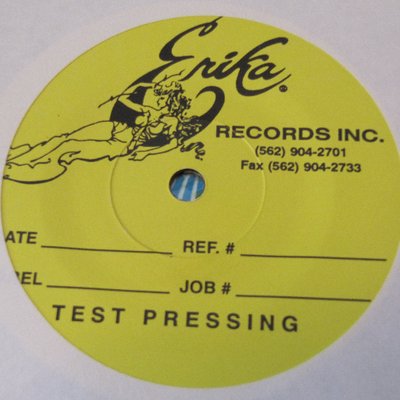 Erika ®
RECORDS INC.
(562) 904-2701
Fax (562) 904-2733
ATE REF. #
EL JOB #
TEST PRESSING